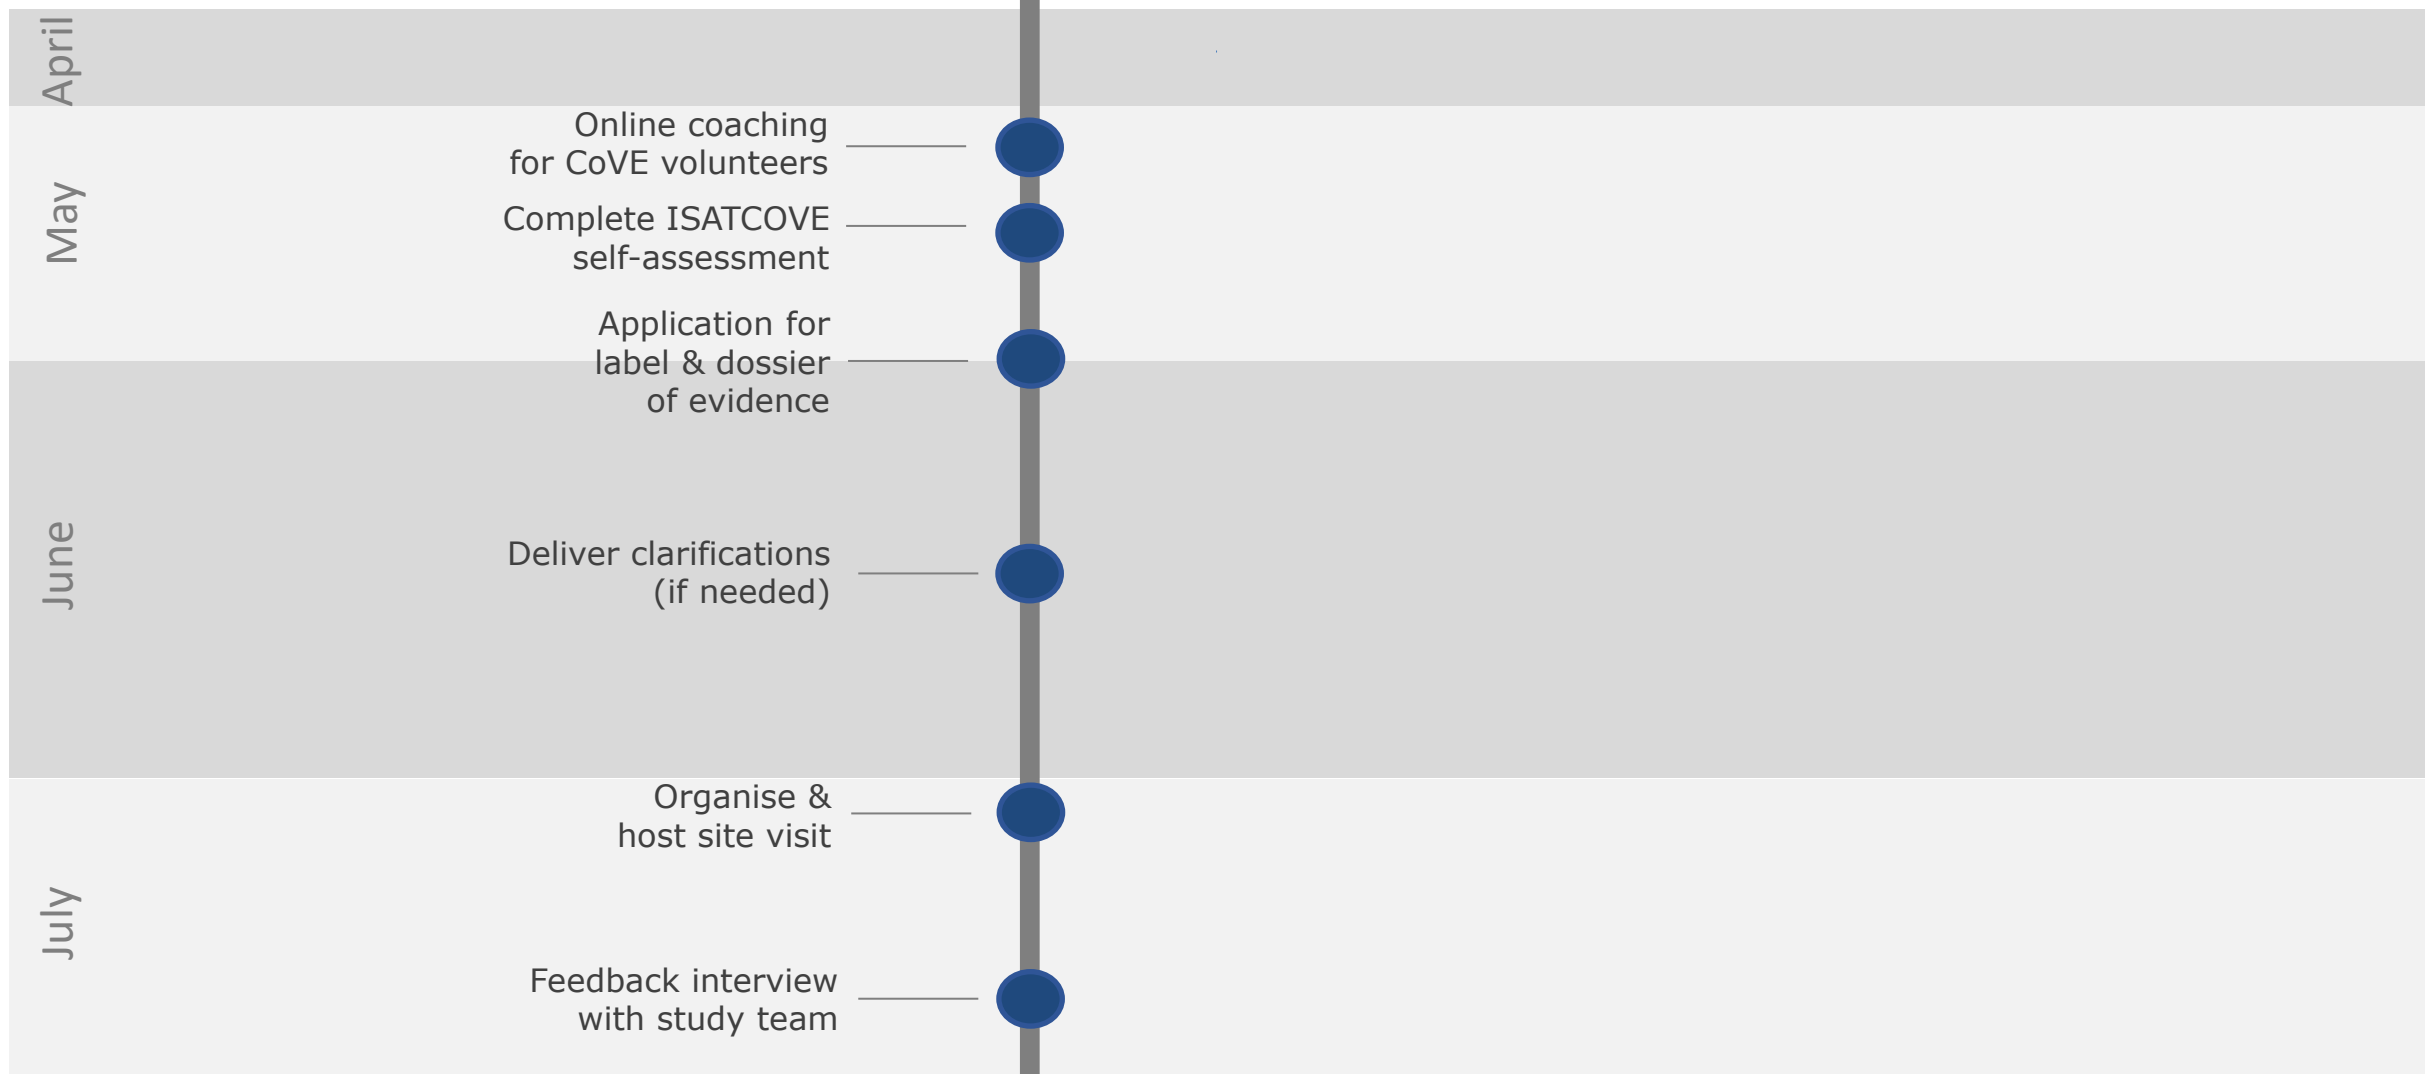 April
Online coaching
for CoVE volunteers
May
Complete ISATCOVE
self-assessment
Application for
label & dossier
of evidence
June
Deliver clarifications
(if needed)
Organise &
host site visit
July
Feedback interview
with study team